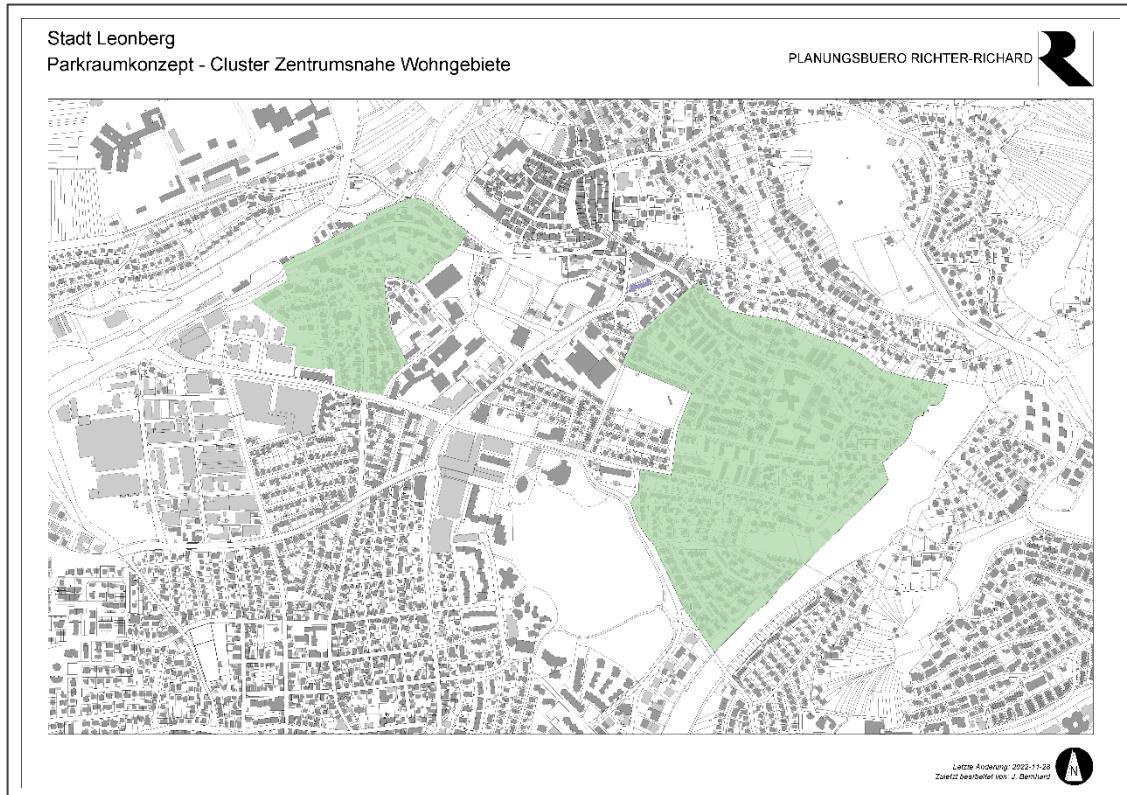 Stadt Leonberg
Parkraumkonzept - Cluster Zentrumsnahe Wohngebiete
PLANUNGSBUERO RICHTER-RICHARD
Letzte Änderung: 2022-11-28
Zuletzt bearbeitet von: J. Bernhard
N